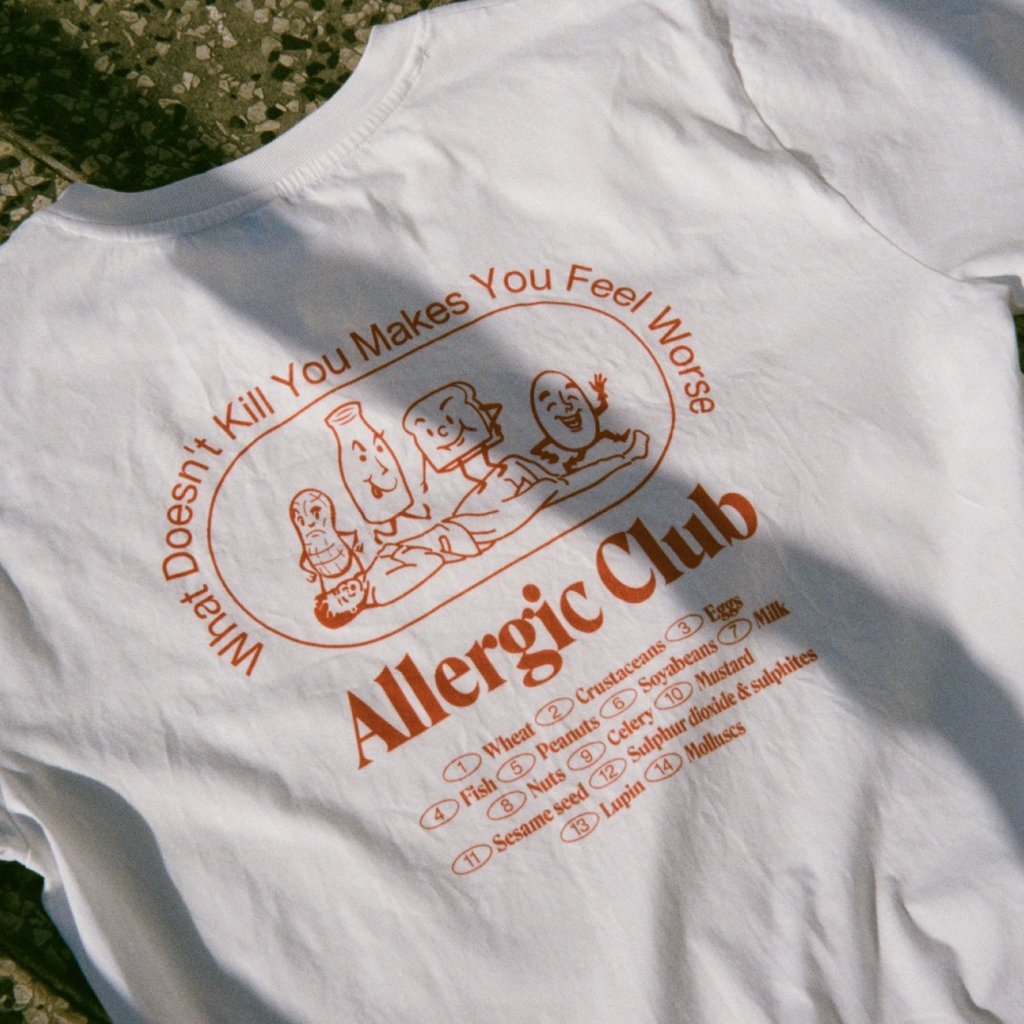 What Doesn't Kill You Makes You Feel Worse
Allergic Club
1 Wheat 2 Crustaceans 3 Eggs
4 Fish 5 Peanuts 6 Soyabeans 7 Milk
8 Nuts 9 Celery 10 Mustard
11 Sesame seed 12 Sulphur dioxide & sulphites
13 Lupin 14 Molluscs